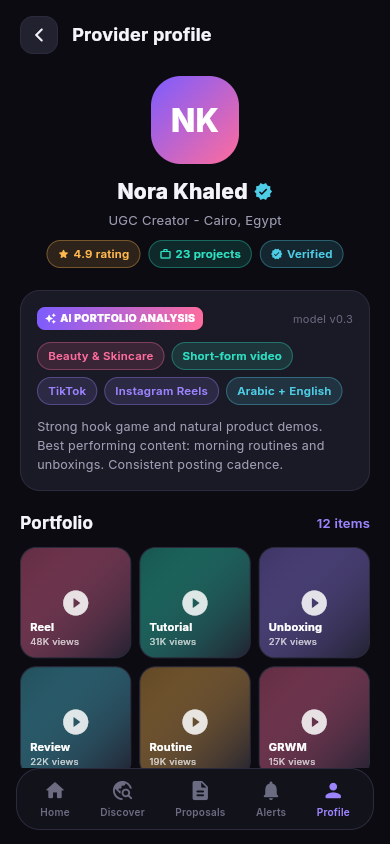 Provider profile
NK
Nora Khaled
UGC Creator - Cairo, Egypt
4.9 rating
23 projects
Verified
AI PORTFOLIO ANALYSIS
model v0.3
Beauty & Skincare
Short-form video
TikTok
Instagram Reels
Arabic + English
Strong hook game and natural product demos.
Best performing content: morning routines and
unboxings. Consistent posting cadence.
Portfolio
12 items
Reel
48K views
Tutorial
31K views
Unboxing
27K views
Review
22K views
Routine
19K views
GRWM
15K views
Home
Discover
Proposals
Alerts
Profile